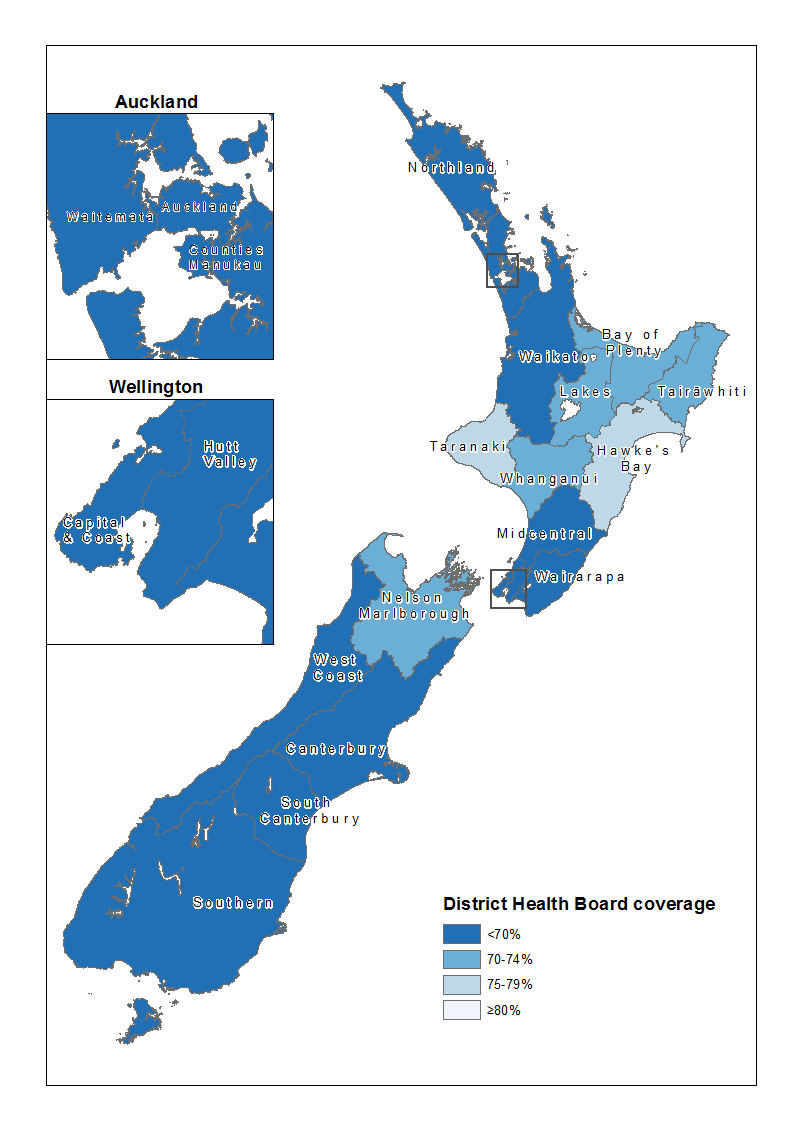 Auckland
Waitemata
Auckland
Counties
Manukau
Wellington
Hutt
Valley
Capital
& Coast
Northland
Waikato
Bay of
Plenty
Lakes
Tairāwhiti
Taranaki
Hawke's
Bay
Whanganui
Midcentral
Wairarapa
Nelson
Marlborough
West
Coast
Canterbury
South
Canterbury
Southern
District Health Board coverage
<70%
70-74%
75-79%
≥80%